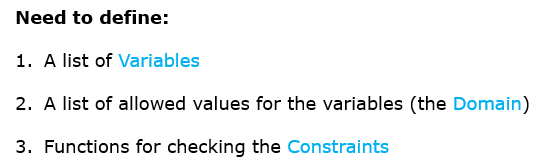 Need to define:
1. A list of Variables
2. A list of allowed values for the variables (the Domain)
3. Functions for checking the Constraints